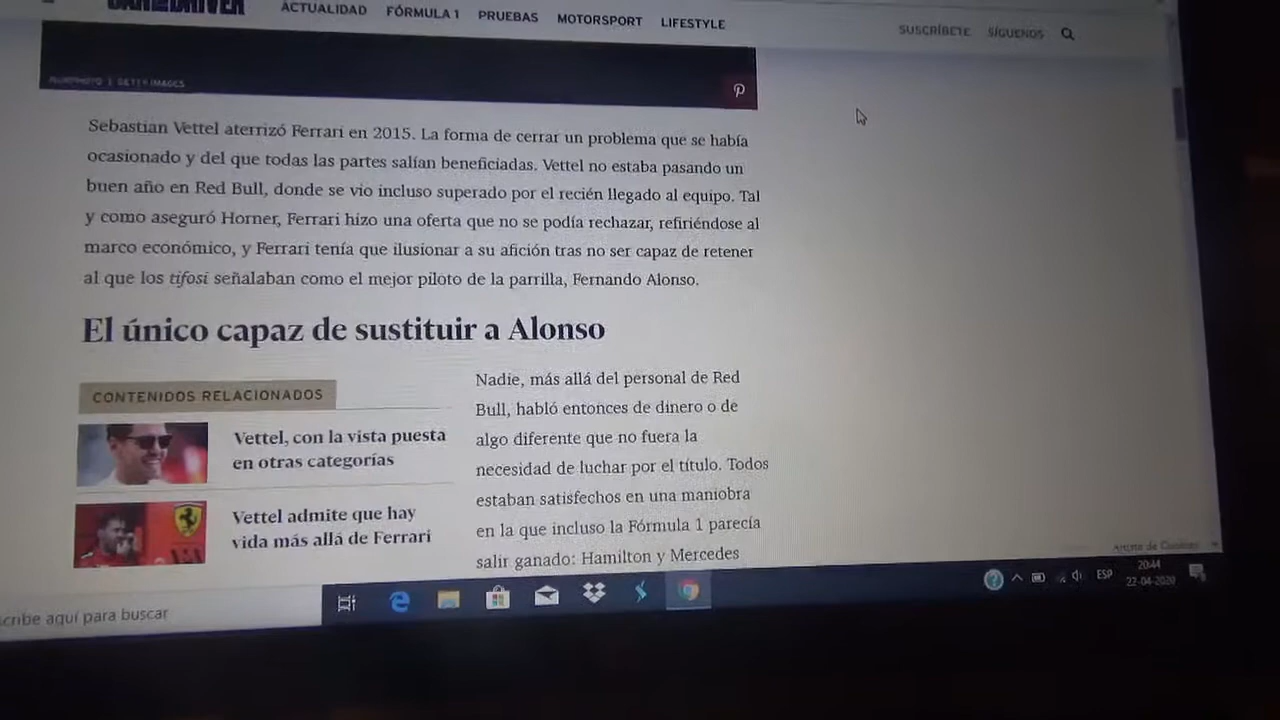 CAR AND DRIVER
ACTUALIDAD FÓRMULA 1 PRUEBAS MOTORSPORT LIFESTYLE
SUSCRÍBETE SÍGUENOS
NURPHOTO | GETTY IMAGES
Sebastian Vettel aterrizó Ferrari en 2015. La forma de cerrar un problema que se había
ocasionado y del que todas las partes salían beneficiadas. Vettel no estaba pasando un
buen año en Red Bull, donde se vio incluso superado por el recién llegado al equipo. Tal
y como aseguró Horner, Ferrari hizo una oferta que no se podía rechazar, refiriéndose al
marco económico, y Ferrari tenía que ilusionar a su afición tras no ser capaz de retener
al que los tifosi señalaban como el mejor piloto de la parrilla, Fernando Alonso.
El único capaz de sustituir a Alonso
CONTENIDOS RELACIONADOS
Vettel, con la vista puesta
en otras categorías
Vettel admite que hay
vida más allá de Ferrari
Nadie, más allá del personal de Red
Bull, habló entonces de dinero o de
algo diferente que no fuera la
necesidad de luchar por el título. Todos
estaban satisfechos en una maniobra
en la que incluso la Fórmula 1 parecía
salir ganado: Hamilton y Mercedes
cribe aquí para buscar
ESP
20:44
22-04-2020